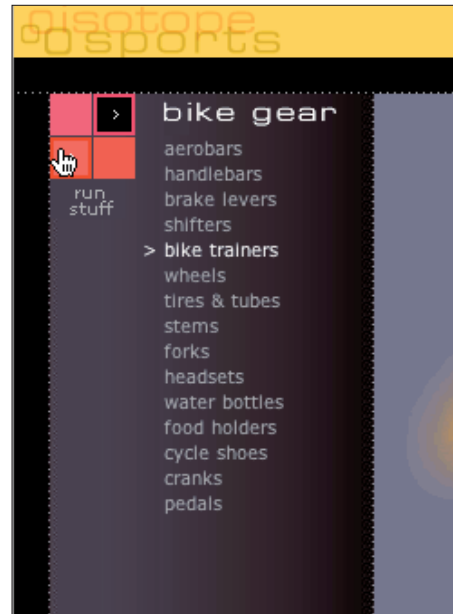 isotope
sports
>
bike gear
run
stuff
aerobars
handlebars
brake levers
shifters
> bike trainers
wheels
tires & tubes
stems
forks
headsets
water bottles
food holders
cycle shoes
cranks
pedals